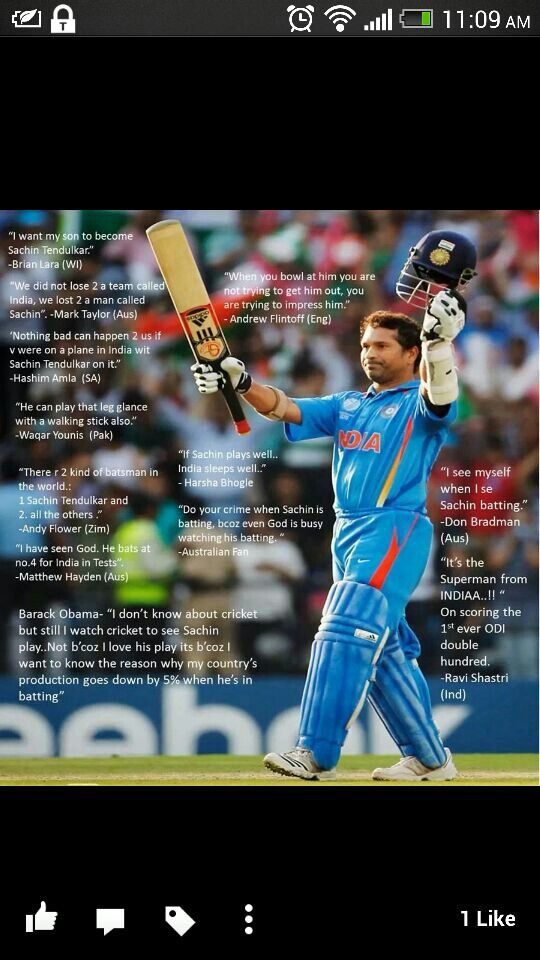 11:09 AM
"I want my son to become
Sachin Tendulkar."
-Brian Lara (WI)
"We did not lose 2 a team called
India, we lost 2 a man called
Sachin". -Mark Taylor (Aus)
'Nothing bad can happen 2 us if
v were on a plane in India wit
Sachin Tendulkar on it."
-Hashim Amla  (SA)
"He can play that leg glance
with a walking stick also."
-Waqar Younis  (Pak)
"There r 2 kind of batsman in
the world.:
1 Sachin Tendulkar and
2. all the others ."
-Andy Flower (Zim)
"I have seen God. He bats at
no.4 for India in Tests".
-Matthew Hayden (Aus)
"When you bowl at him you are
not trying to get him out, you
are trying to impress him."
- Andrew Flintoff (Eng)
"If Sachin plays well..
India sleeps well.."
- Harsha Bhogle
"Do your crime when Sachin is
batting, bcoz even God is busy
watching his batting. "
-Australian Fan
"I see myself
when I se
Sachin batting."
-Don Bradman
(Aus)
"It's the
Superman from
INDIAA..!! "
On scoring the
1st ever ODI
double
hundred.
-Ravi Shastri
(Ind)
Barack Obama- "I don't know about cricket
but still I watch cricket to see Sachin
play..Not b'coz I love his play its b'coz I
want to know the reason why my country's
production goes down by 5% when he's in
batting"
INDIA
1 Like